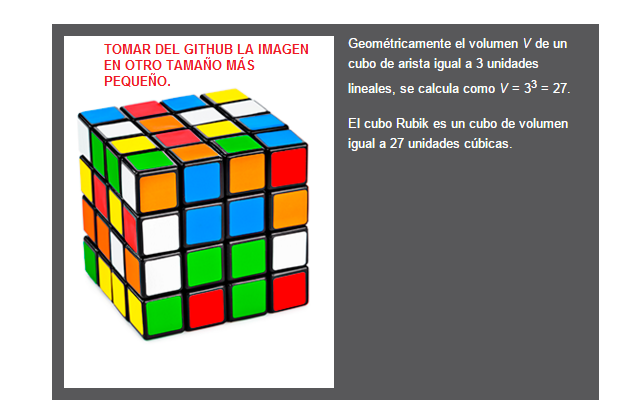 TOMAR DEL GITHUB LA IMAGEN
EN OTRO TAMAÑO MÁS
PEQUEÑO.
Geométricamente el volumen V de un
cubo de arista igual a 3 unidades
lineales, se calcula como V = 3³ = 27.
El cubo Rubik es un cubo de volumen
igual a 27 unidades cúbicas.